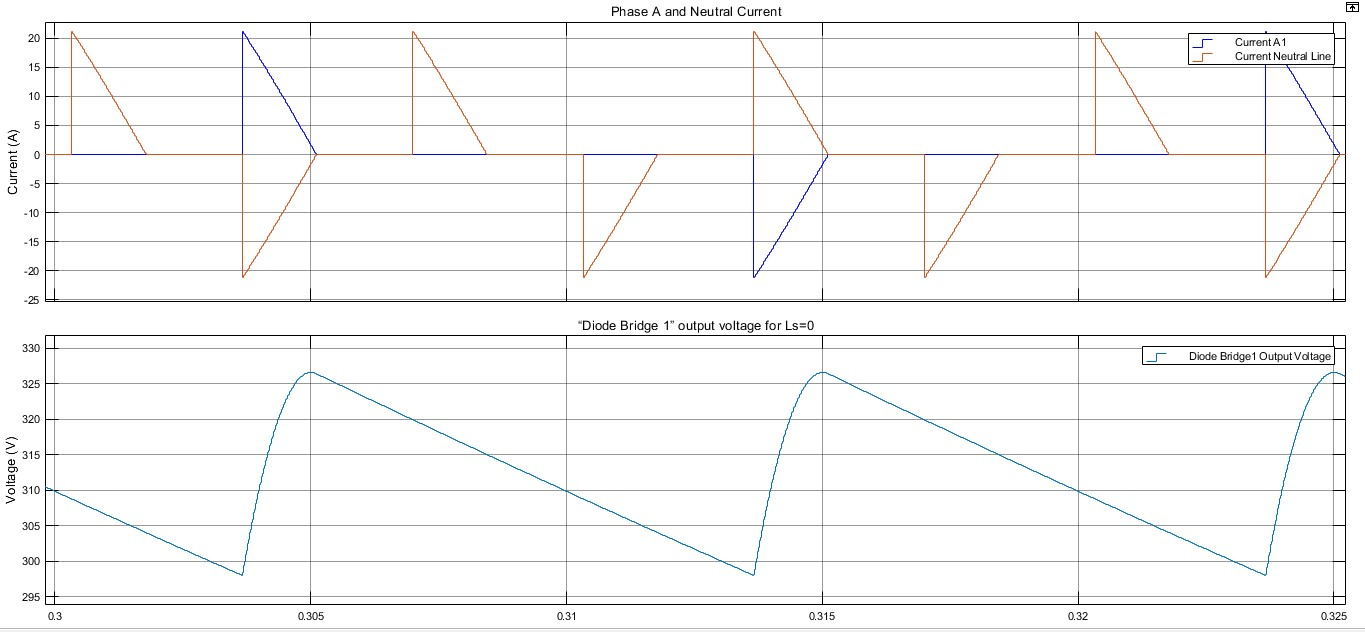 Phase A and Neutral Current
Current A1
Current Neutral Line
Current (A)
20
15
10
5
0
-5
-10
-15
-20
-25
“Diode Bridge 1” output voltage for Ls=0
Diode Bridge1 Output Voltage
Voltage (V)
330
325
320
315
310
305
300
295
0.3 0.305 0.31 0.315 0.32 0.325